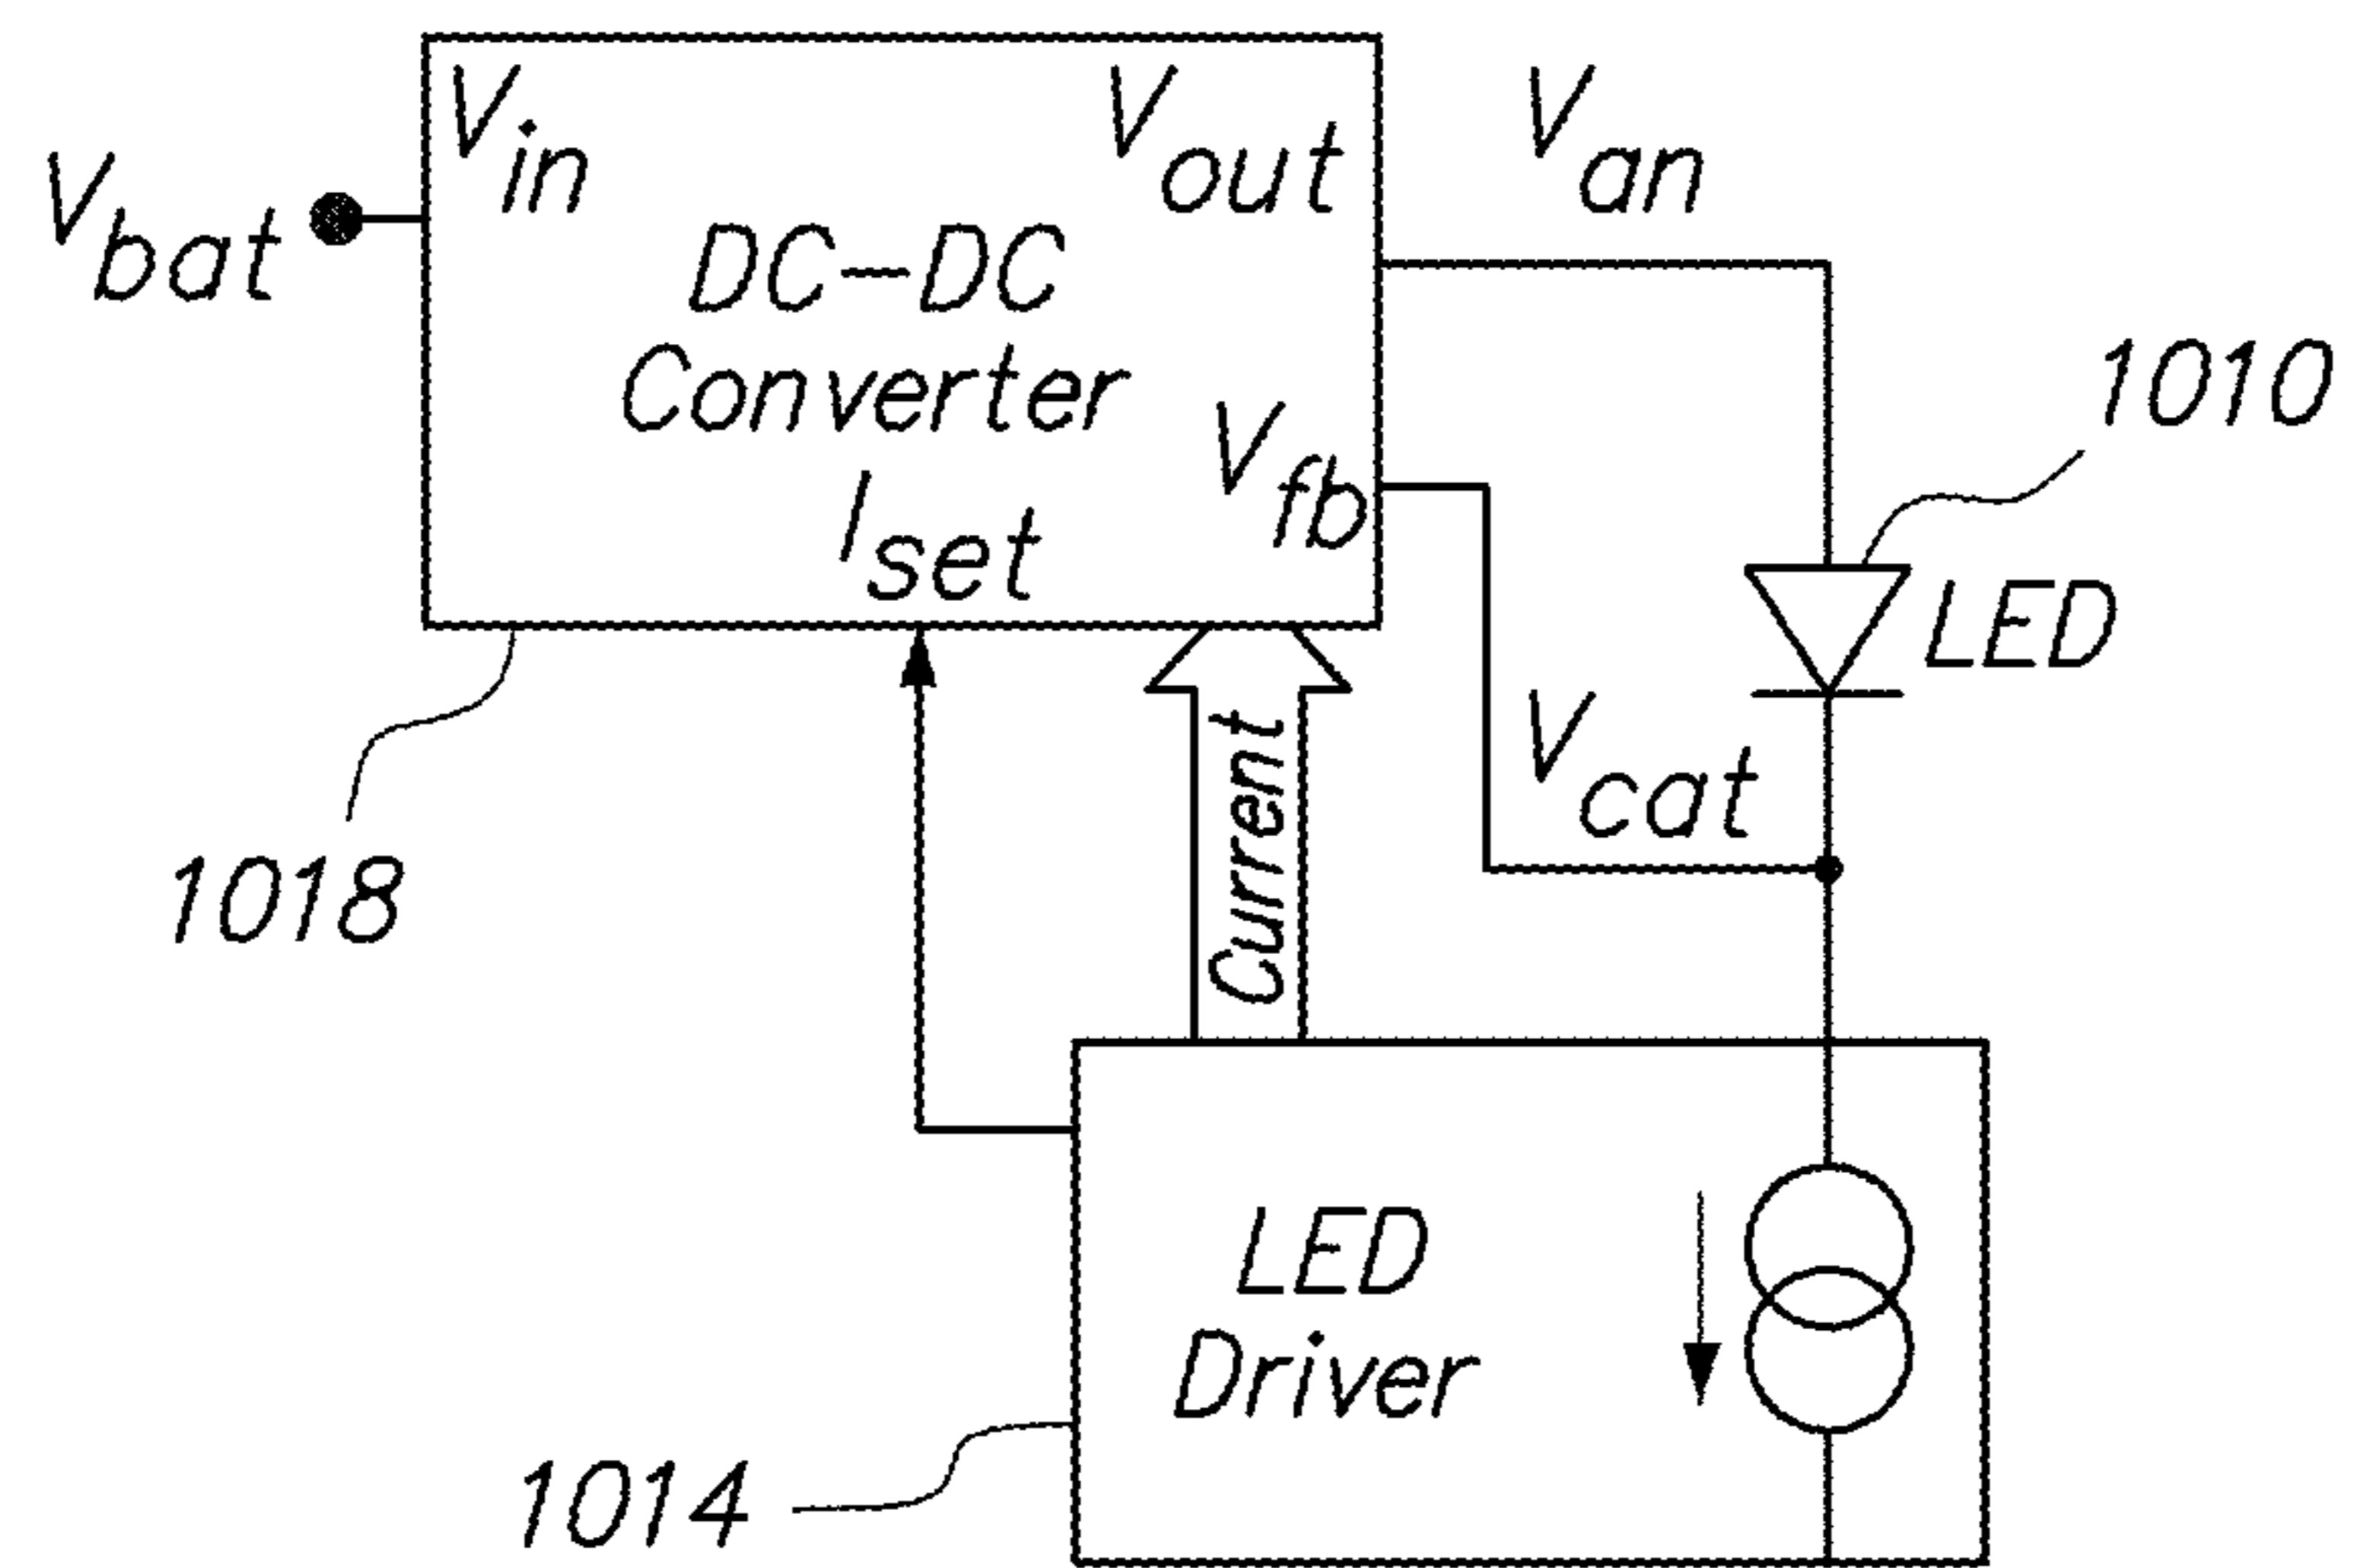 Vin
Vout
Van
Vbat
DC-DC
Converter
1010
Vfb
Iset
LED
Vcat
Current
1018
LED
Driver
1014